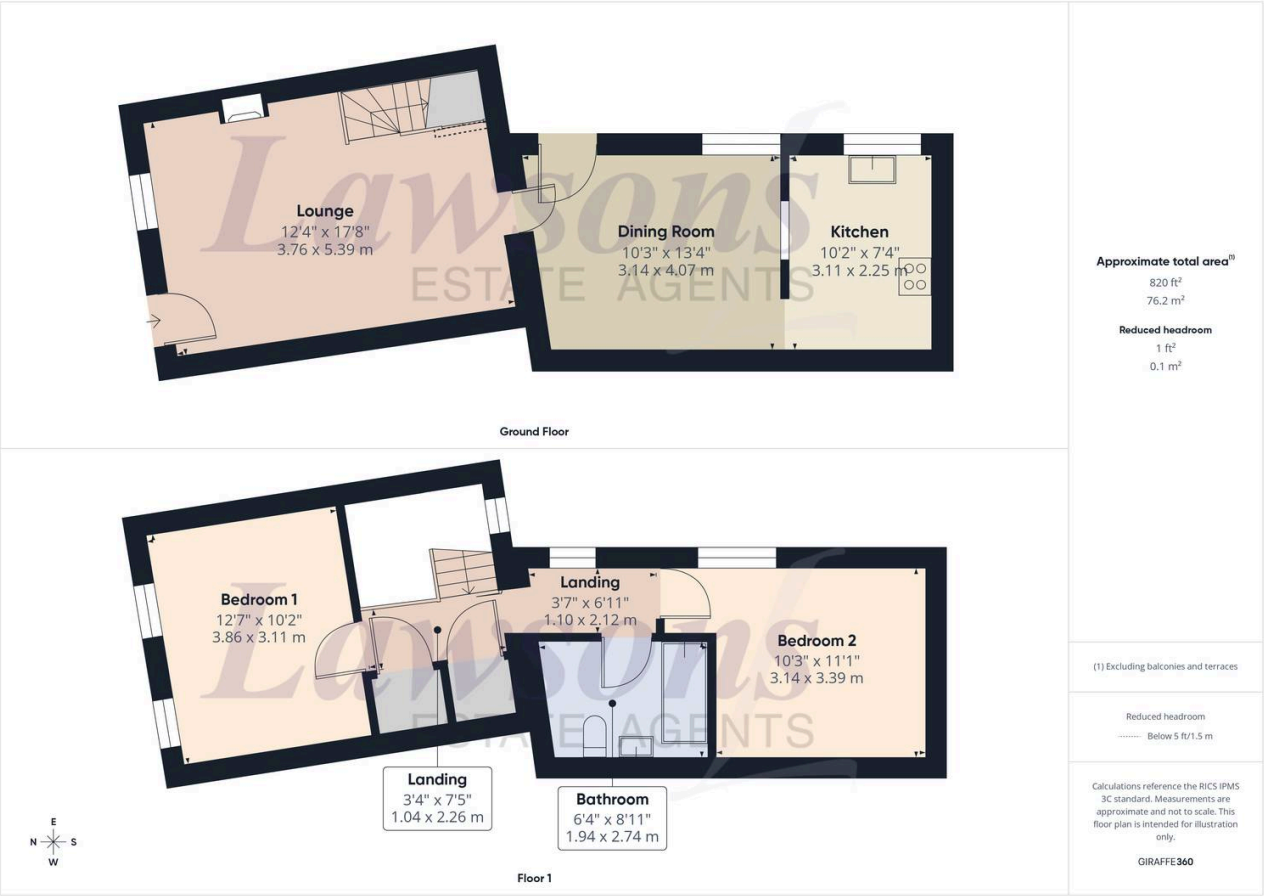 Lawsons
ESTATE AGENTS
Lounge
12'4" x 17'8"
3.76 x 5.39 m
Dining Room
10'3" x 13'4"
3.14 x 4.07 m
Kitchen
10'2" x 7'4"
3.11 x 2.25 m
Ground Floor
Lawsons
ESTATE AGENTS
Bedroom 1
12'7" x 10'2"
3.86 x 3.11 m
Landing
3'7" x 6'11"
1.10 x 2.12 m
Bedroom 2
10'3" x 11'1"
3.14 x 3.39 m
Landing
3'4" x 7'5"
1.04 x 2.26 m
Bathroom
6'4" x 8'11"
1.94 x 2.74 m
E
N S
W
Floor 1
Approximate total area(1)
820 ft²
76.2 m²
Reduced headroom
1 ft²
0.1 m²
(1) Excluding balconies and terraces
Reduced headroom
Below 5 ft/1.5 m
Calculations reference the RICS IPMS
3C standard. Measurements are
approximate and not to scale. This
floor plan is intended for illustration
only.
GIRAFFE360